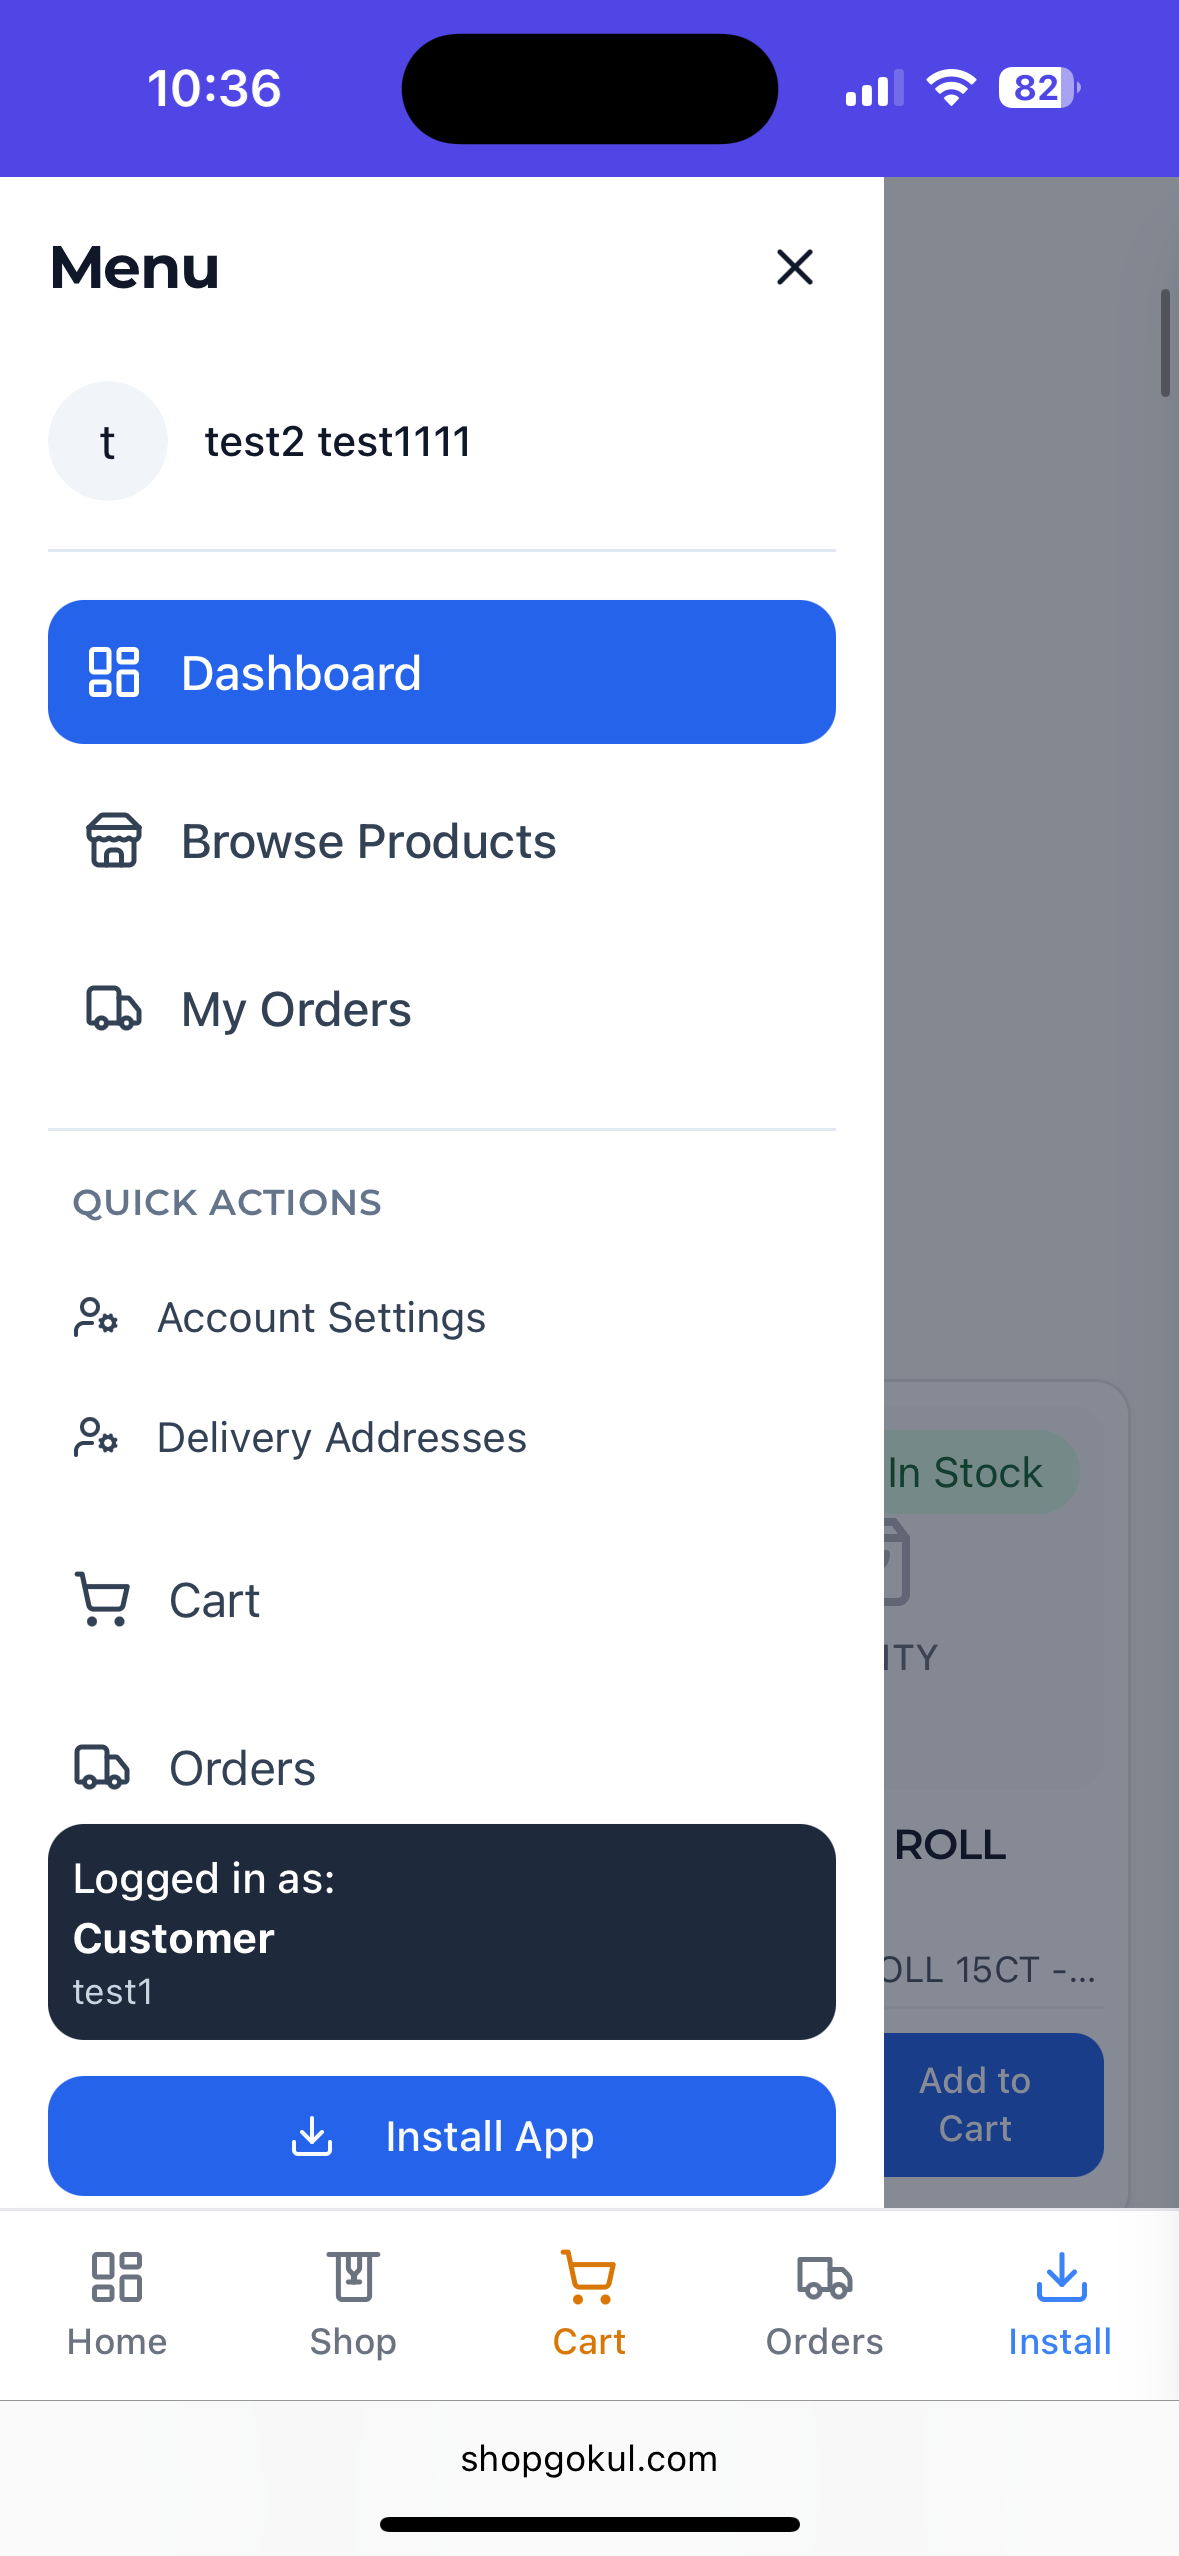 10:36
82
Menu
t
test2 test1111
Dashboard
Browse Products
My Orders
QUICK ACTIONS
Account Settings
Delivery Addresses
In Stock
Cart
ITY
Orders
ROLL
Logged in as:
Customer
OLL 15CT -...
test1
Add to
Cart
Install App
Home
Shop
Cart
Orders
Install
shopgokul.com